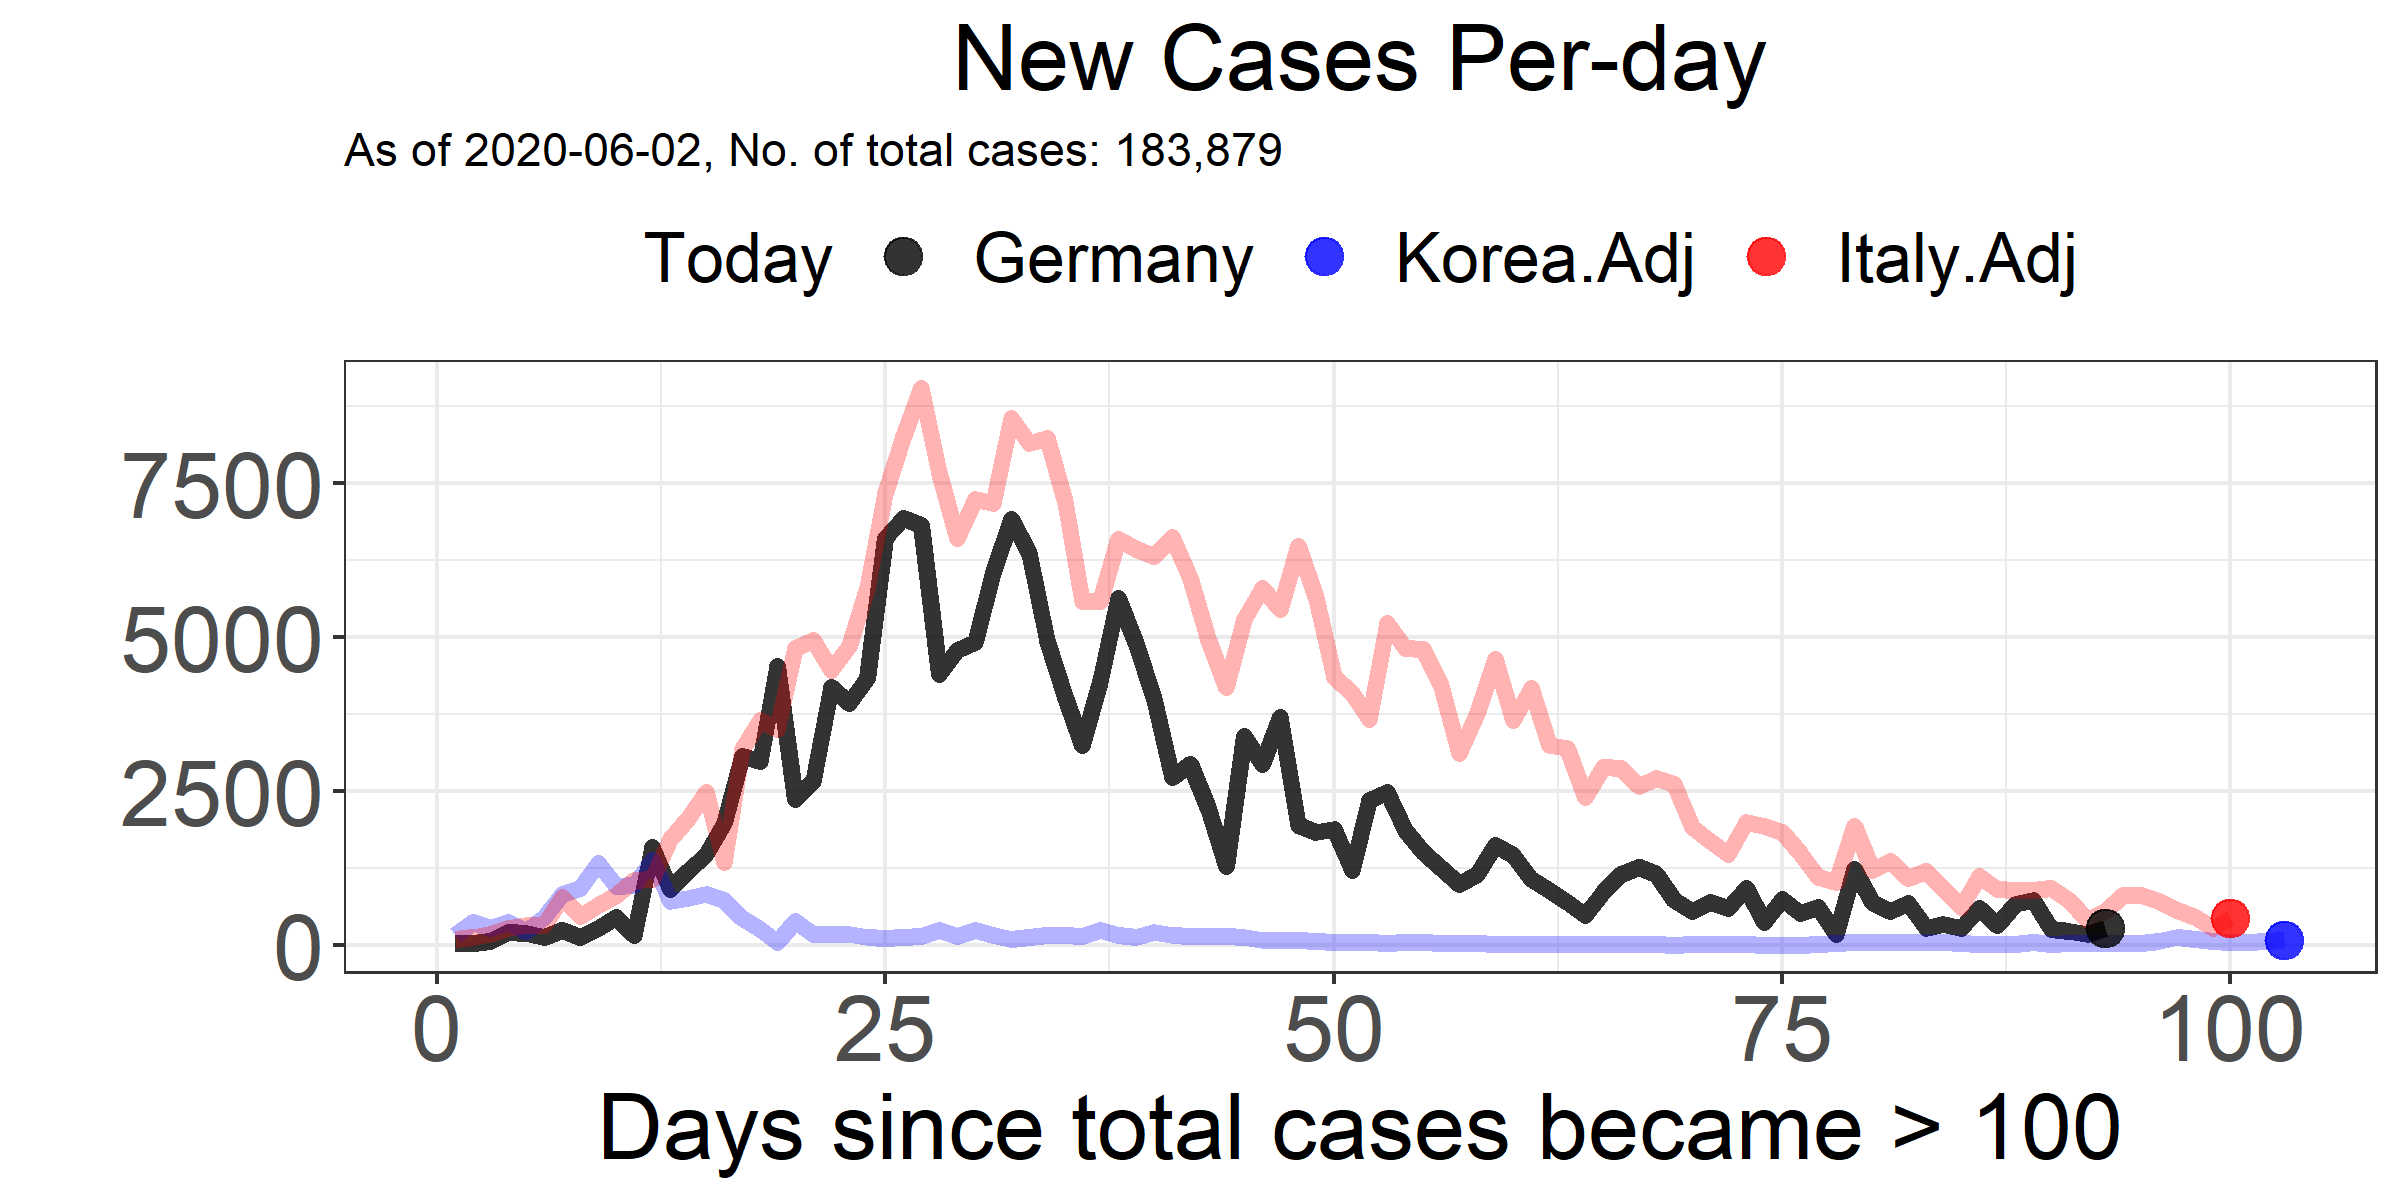 New Cases Per-day
As of 2020-06-02, No. of total cases: 183,879
Today Germany Korea.Adj Italy.Adj
7500
5000
2500
0
0 25 50 75 100
Days since total cases became > 100